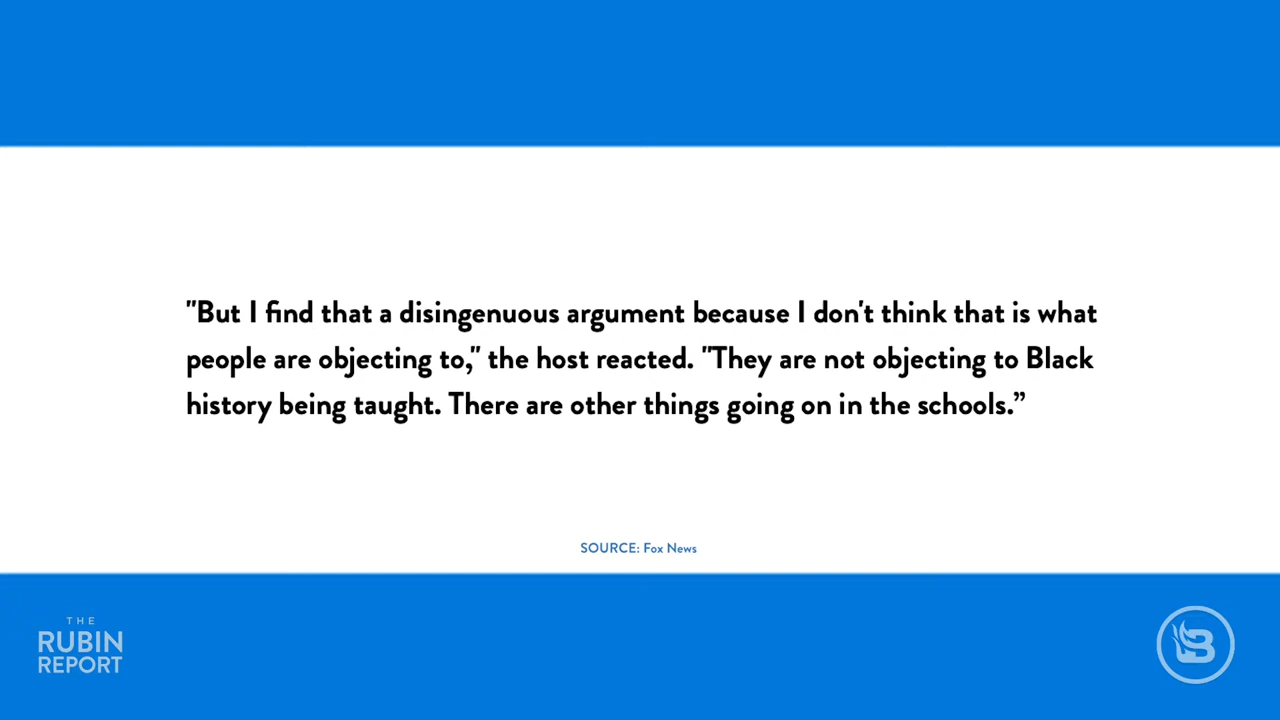 "But I find that a disingenuous argument because I don't think that is what
people are objecting to," the host reacted. "They are not objecting to Black
history being taught. There are other things going on in the schools.”
SOURCE: Fox News
THE
RUBIN
REPORT
B